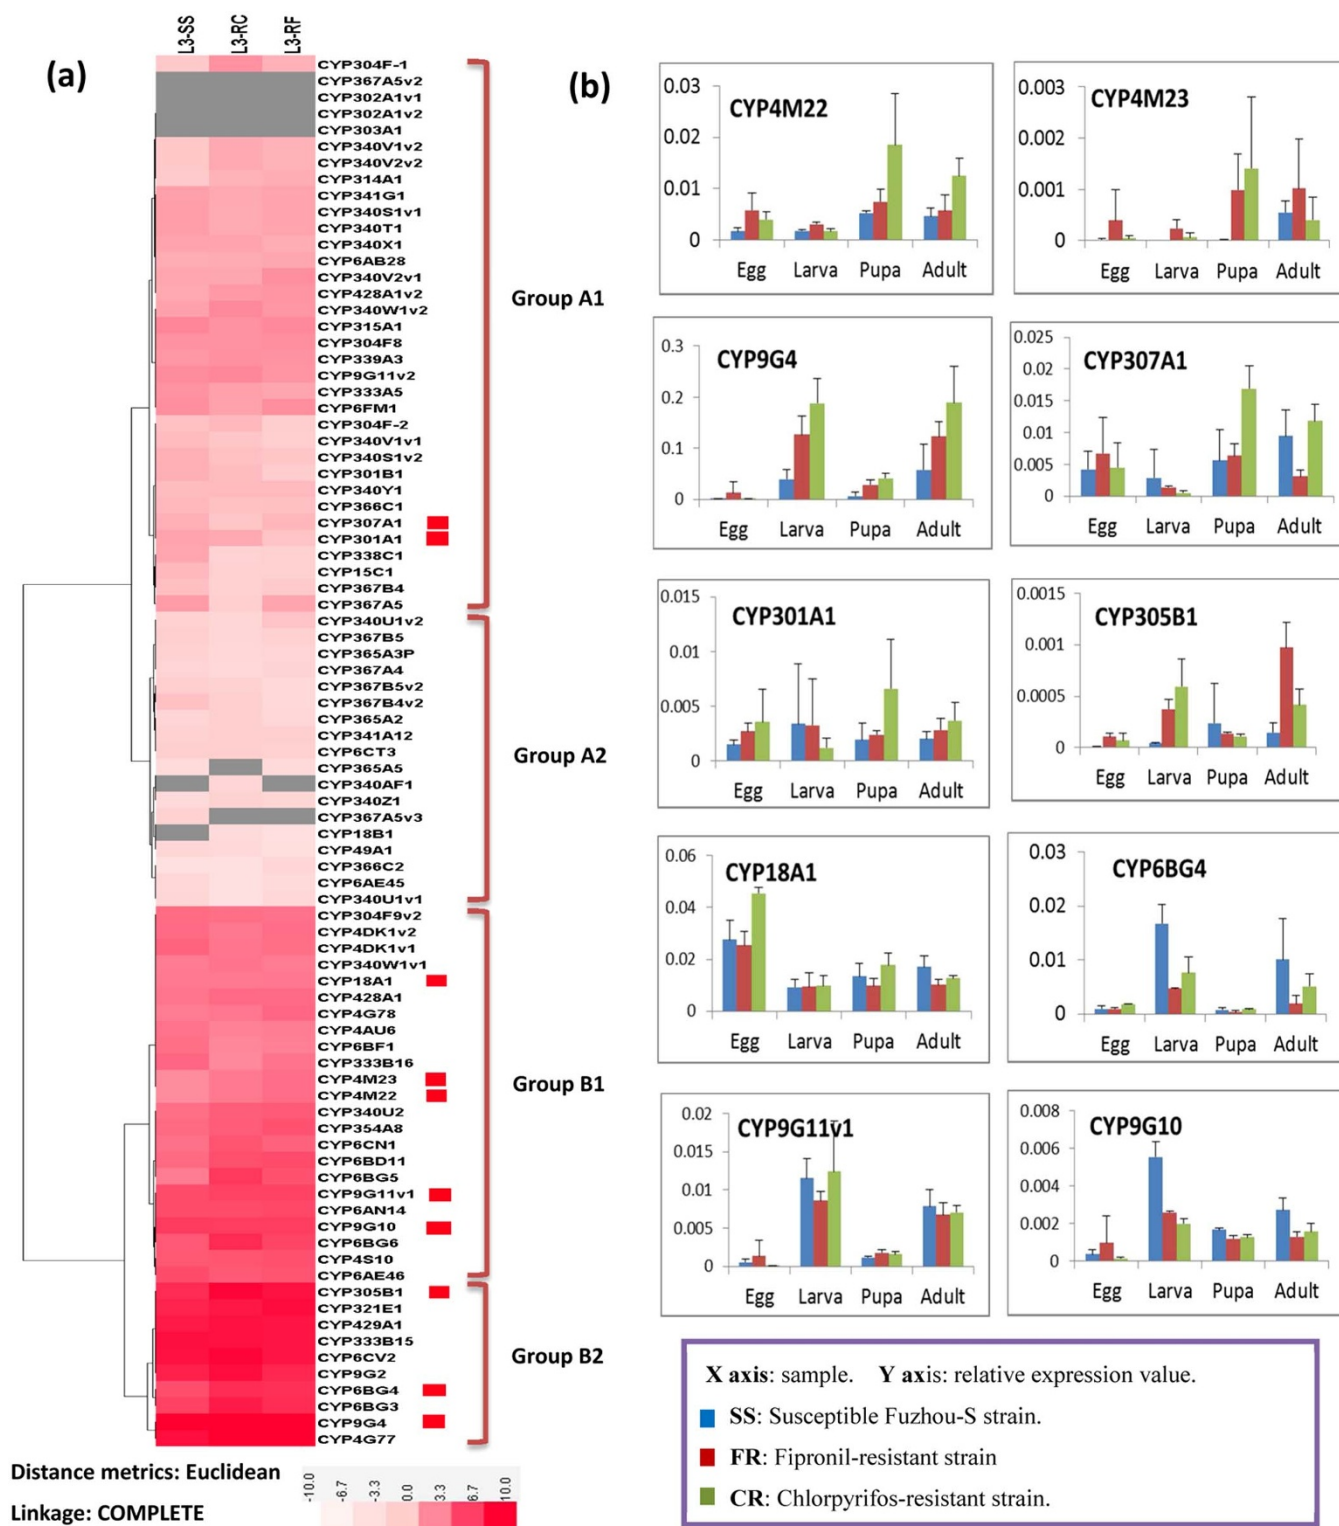 (a)
L3-SS
L3-RC
L3-RF
CYP304F-1
CYP367A5v2
CYP302A1v1
CYP302A1v2
CYP303A1
CYP340V1v2
CYP340V2v2
CYP314A1
CYP341G1
CYP340S1v1
CYP340T1
CYP340X1
CYP6AB28
CYP340V2v1
CYP428A1v2
CYP340W1v2
CYP315A1
CYP304F8
CYP339A3
CYP9G11v2
CYP333A5
CYP6FM1
CYP304F-2
CYP340V1v1
CYP340S1v2
CYP301B1
CYP340Y1
CYP366C1
CYP307A1
CYP301A1
CYP338C1
CYP15C1
CYP367B4
CYP367A5
Group A1
CYP340U1v2
CYP367B5
CYP365A3P
CYP367A4
CYP367B5v2
CYP367B4v2
CYP365A2
CYP341A12
CYP6CT3
CYP365A5
CYP340AF1
CYP340Z1
CYP367A5v3
CYP18B1
CYP49A1
CYP366C2
CYP6AE45
CYP340U1v1
Group A2
CYP304F9v2
CYP4DK1v2
CYP4DK1v1
CYP340W1v1
CYP18A1
CYP428A1
CYP4G78
CYP4AU6
CYP6BF1
CYP333B16
CYP4M23
CYP4M22
CYP340U2
CYP354A8
CYP6CN1
CYP6BD11
CYP6BG5
CYP9G11v1
CYP6AN14
CYP9G10
CYP6BG6
CYP4S10
CYP6AE46
Group B1
CYP305B1
CYP321E1
CYP429A1
CYP333B15
CYP6CV2
CYP9G2
CYP6BG4
CYP6BG3
CYP9G4
CYP4G77
Group B2
Distance metrics: Euclidean
Linkage: COMPLETE
-10.0
-6.7
-3.3
0.0
3.3
6.7
10.0
(b)
CYP4M22
0.03
0.02
0.01
0
Egg Larva Pupa Adult
CYP4M23
0.003
0.002
0.001
0
Egg Larva Pupa Adult
CYP9G4
0.3
0.2
0.1
0
Egg Larva Pupa Adult
CYP307A1
0.025
0.02
0.015
0.01
0.005
0
Egg Larva Pupa Adult
CYP301A1
0.015
0.01
0.005
0
Egg Larva Pupa Adult
CYP305B1
0.0015
0.001
0.0005
0
Egg Larva Pupa Adult
CYP18A1
0.06
0.04
0.02
0
Egg Larva Pupa Adult
CYP6BG4
0.03
0.02
0.01
0
Egg Larva Pupa Adult
CYP9G11v1
0.02
0.015
0.01
0.005
0
Egg Larva Pupa Adult
CYP9G10
0.008
0.006
0.004
0.002
0
Egg Larva Pupa Adult
X axis: sample. Y axis: relative expression value.
SS: Susceptible Fuzhou-S strain.
FR: Fipronil-resistant strain
CR: Chlorpyrifos-resistant strain.